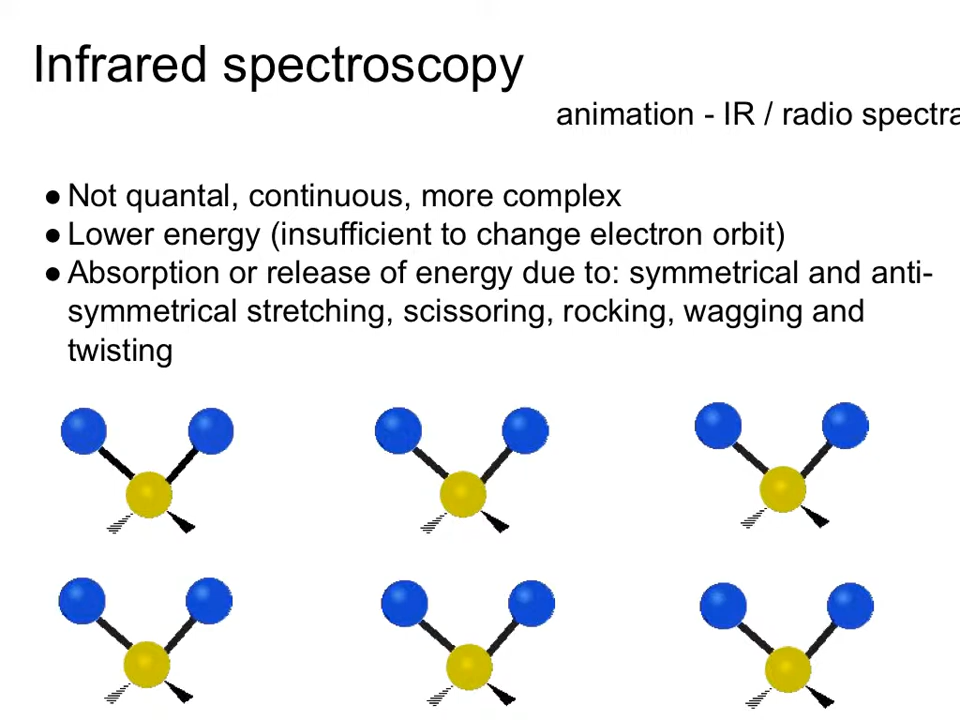 Infrared spectroscopy
animation - IR / radio spectra
● Not quantal, continuous, more complex
● Lower energy (insufficient to change electron orbit)
● Absorption or release of energy due to: symmetrical and anti-
symmetrical stretching, scissoring, rocking, wagging and
twisting